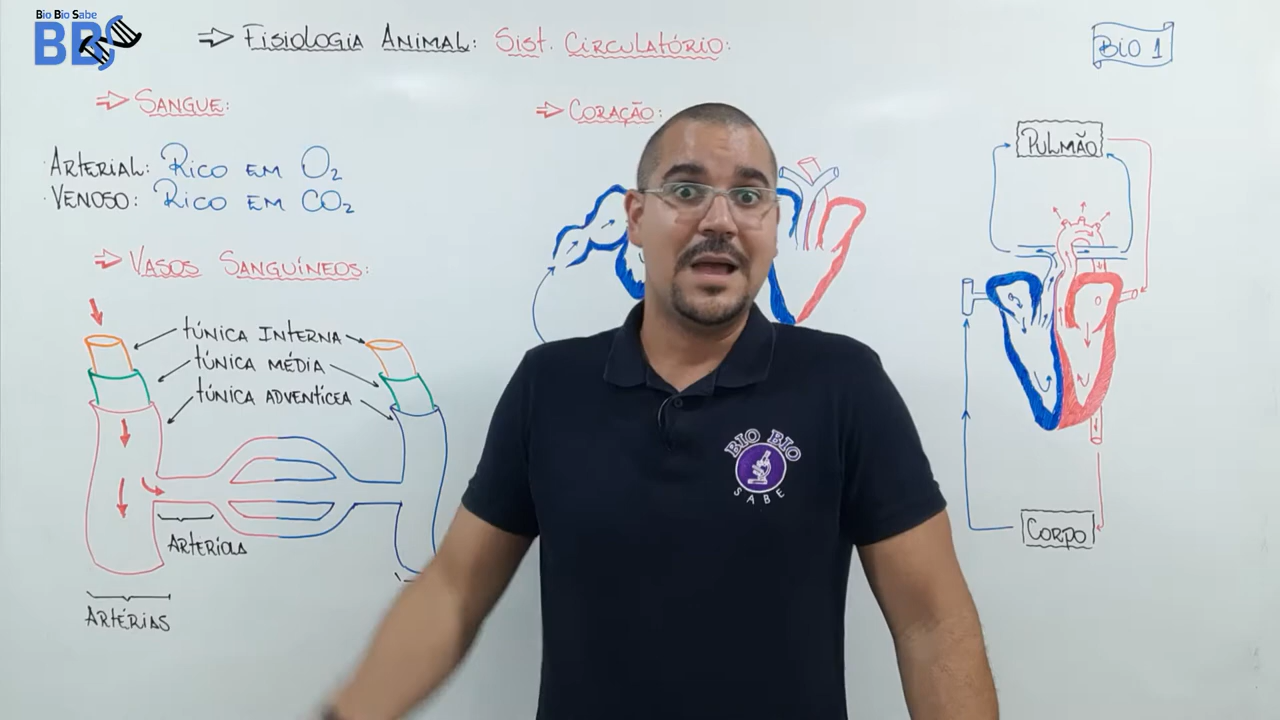 Bio Bio Sabe
BBS
⇒ FISIOLOGIA ANIMAL: SIST. CIRCULATÓRIO:
BIO 1
⇒ SANGUE:
⇒ CORAÇÃO:
PULMÃO
· ARTERIAL: RICO EM O₂
· VENOSO: RICO EM CO₂
⇒ VASOS SANGUÍNEOS:
TÚNICA INTERNA
TÚNICA MÉDIA
TÚNICA ADVENTÍCEA
BIO BIO
SABE
CORPO
ARTERÍOLA
ARTÉRIAS